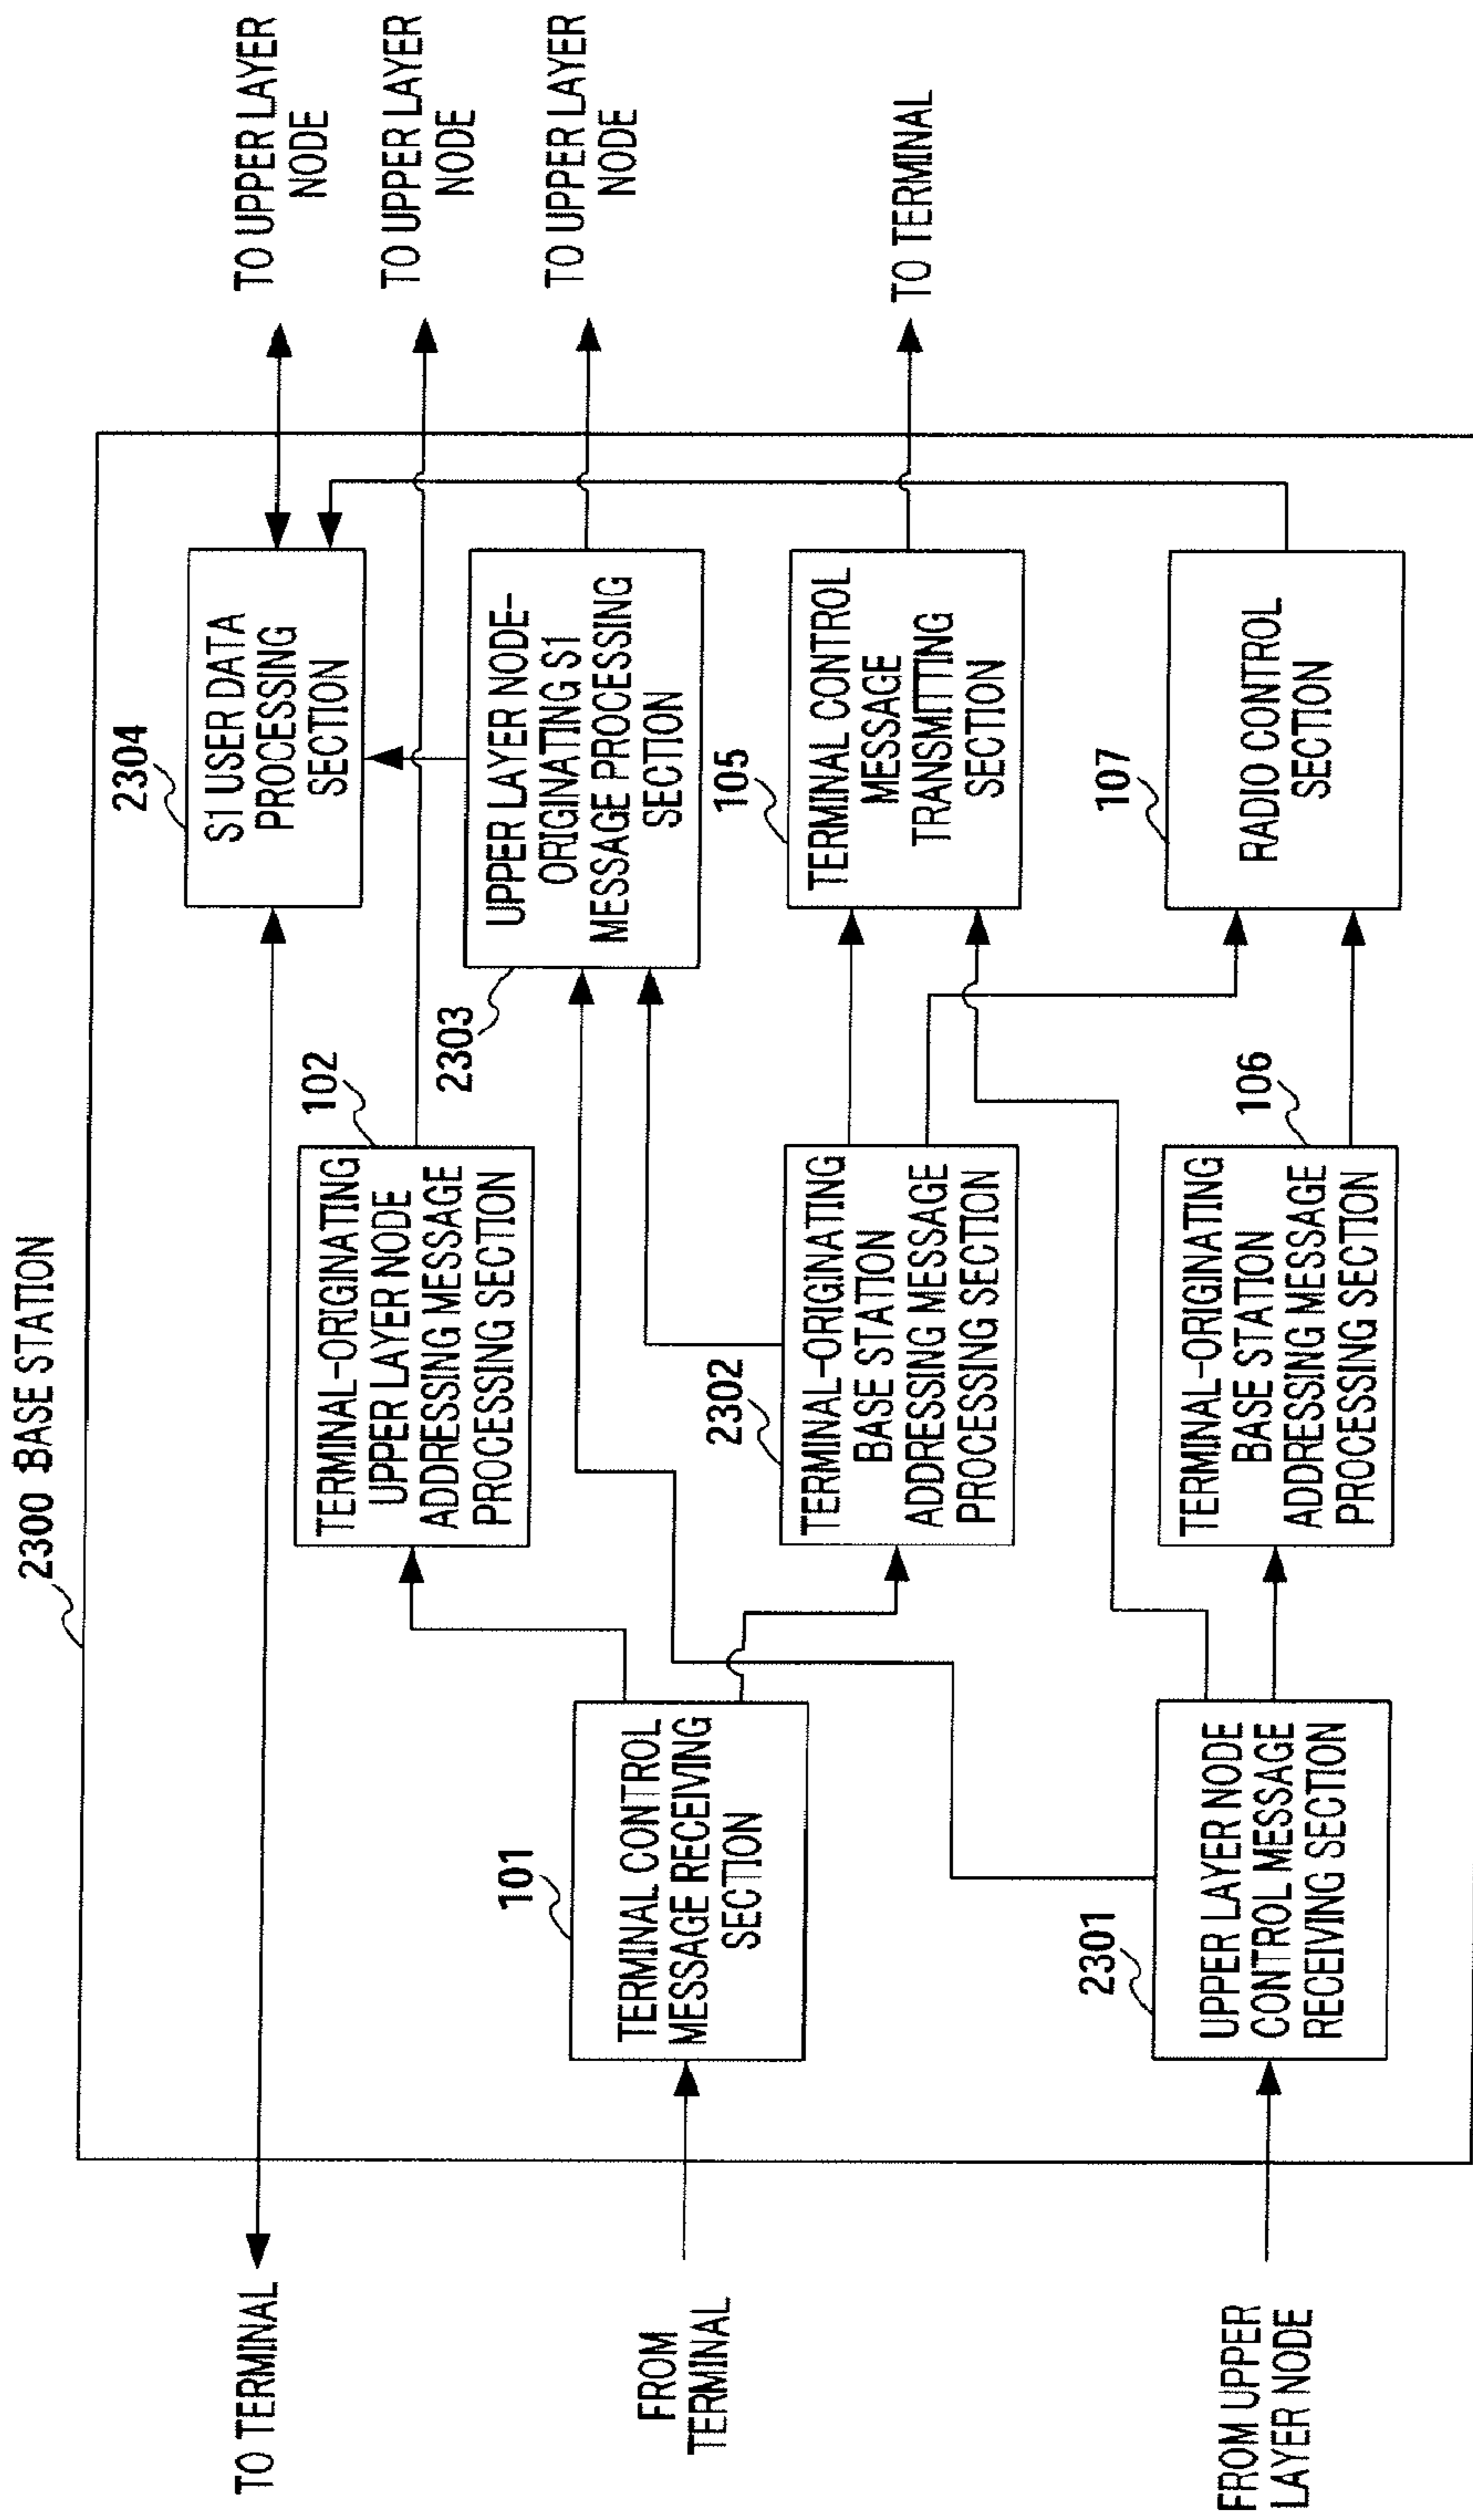 2300 BASE STATION
TO TERMINAL
FROM
TERMINAL
FROM UPPER
LAYER NODE
101
TERMINAL CONTROL
MESSAGE RECEIVING
SECTION
2301
UPPER LAYER NODE
CONTROL MESSAGE
RECEIVING SECTION
102
TERMINAL-ORIGINATING
UPPER LAYER NODE
ADDRESSING MESSAGE
PROCESSING SECTION
2302
TERMINAL-ORIGINATING
BASE STATION
ADDRESSING MESSAGE
PROCESSING SECTION
106
TERMINAL-ORIGINATING
BASE STATION
ADDRESSING MESSAGE
PROCESSING SECTION
2304
S1 USER DATA
PROCESSING
SECTION
2303
UPPER LAYER NODE-
ORIGINATING S1
MESSAGE PROCESSING
SECTION
105
TERMINAL CONTROL
MESSAGE
TRANSMITTING
SECTION
107
RADIO CONTROL
SECTION
TO UPPER LAYER
NODE
TO UPPER LAYER
NODE
TO UPPER LAYER
NODE
TO TERMINAL